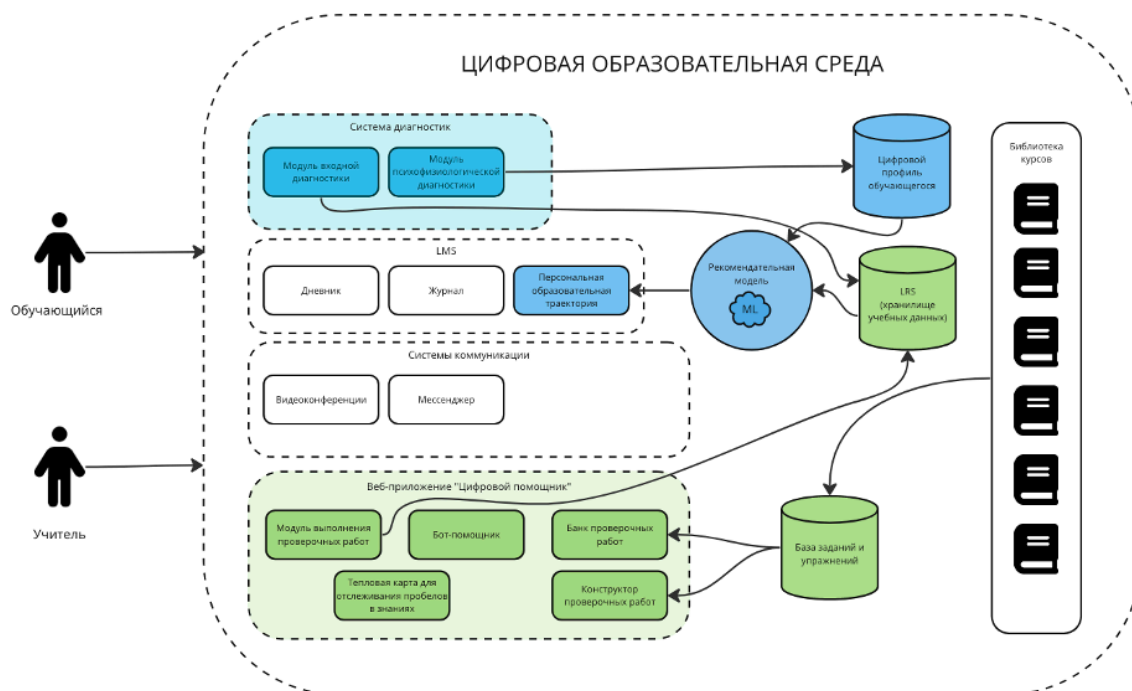 ЦИФРОВАЯ ОБРАЗОВАТЕЛЬНАЯ СРЕДА
Система диагностик
Модуль входной
диагностики
Модуль
психофизиологической
диагностики
Цифровой
профиль
обучающегося
Библиотека
курсов
Обучающийся
LMS
Дневник
Журнал
Персональная
образовательная
траектория
Рекомендательная
модель
ML
LRS
(хранилище
учебных данных)
Системы коммуникации
Видеоконференции
Мессенджер
Учитель
Веб-приложение "Цифровой помощник"
Модуль выполнения
проверочных работ
Бот-помощник
Банк проверочных
работ
Тепловая карта для
отслеживания пробелов
в знаниях
Конструктор
проверочных работ
База заданий и
упражнений